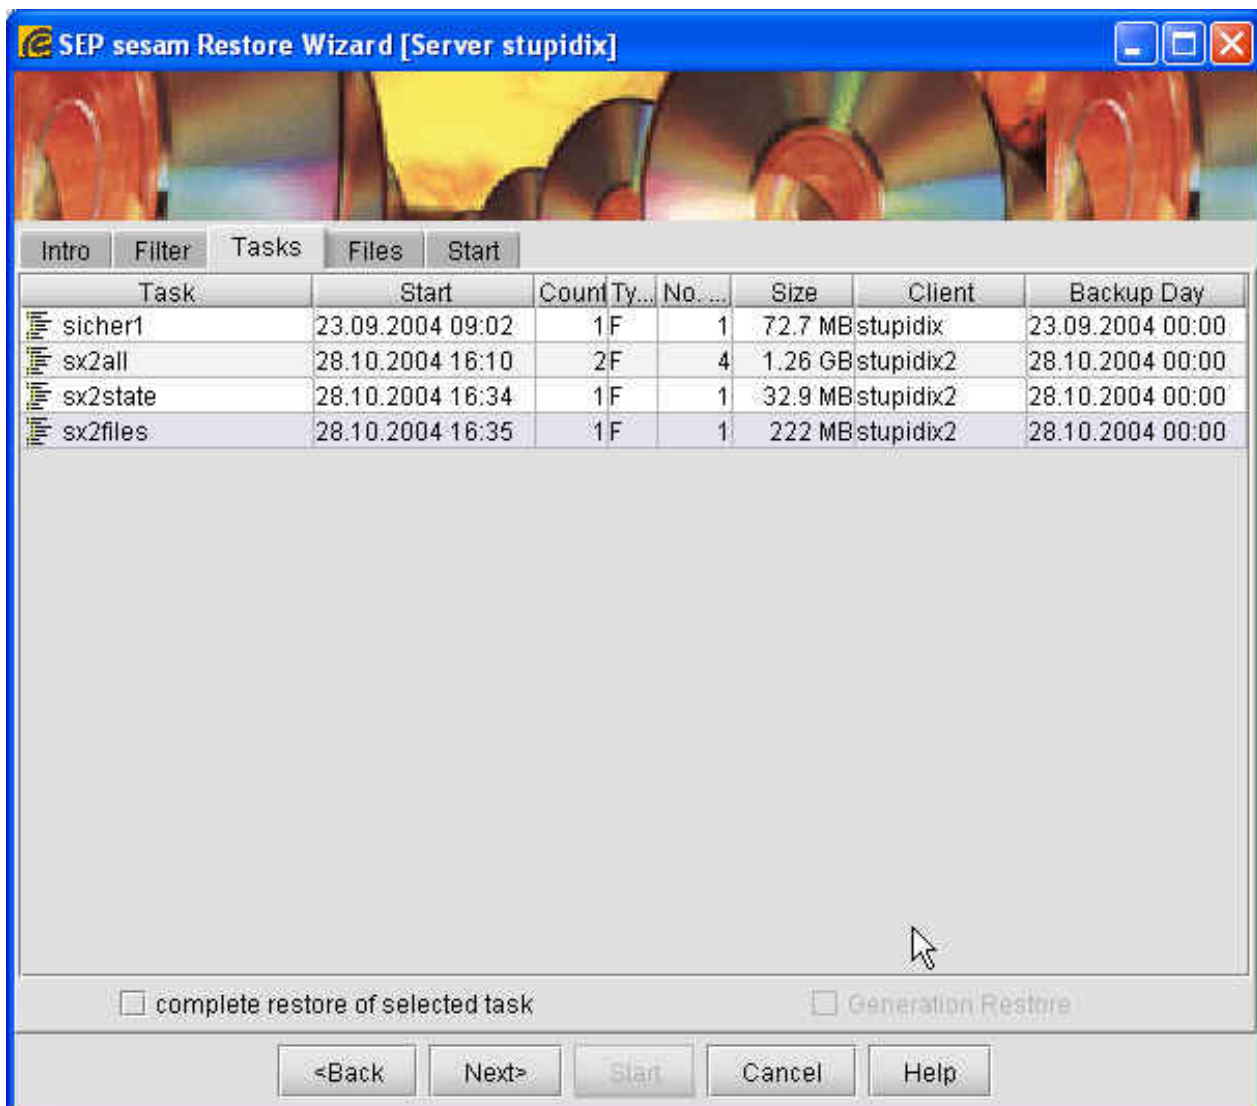 SEP sesam Restore Wizard [Server stupidix]
Intro Filter Tasks Files Start
Task Start Count Ty... No. ... Size Client Backup Day
sicher1 23.09.2004 09:02 1 F 1 72.7 MB stupidix 23.09.2004 00:00
sx2all 28.10.2004 16:10 2 F 4 1.26 GB stupidix2 28.10.2004 00:00
sx2state 28.10.2004 16:34 1 F 1 32.9 MB stupidix2 28.10.2004 00:00
sx2files 28.10.2004 16:35 1 F 1 222 MB stupidix2 28.10.2004 00:00
complete restore of selected task Generation Restore
<Back Next> Start Cancel Help